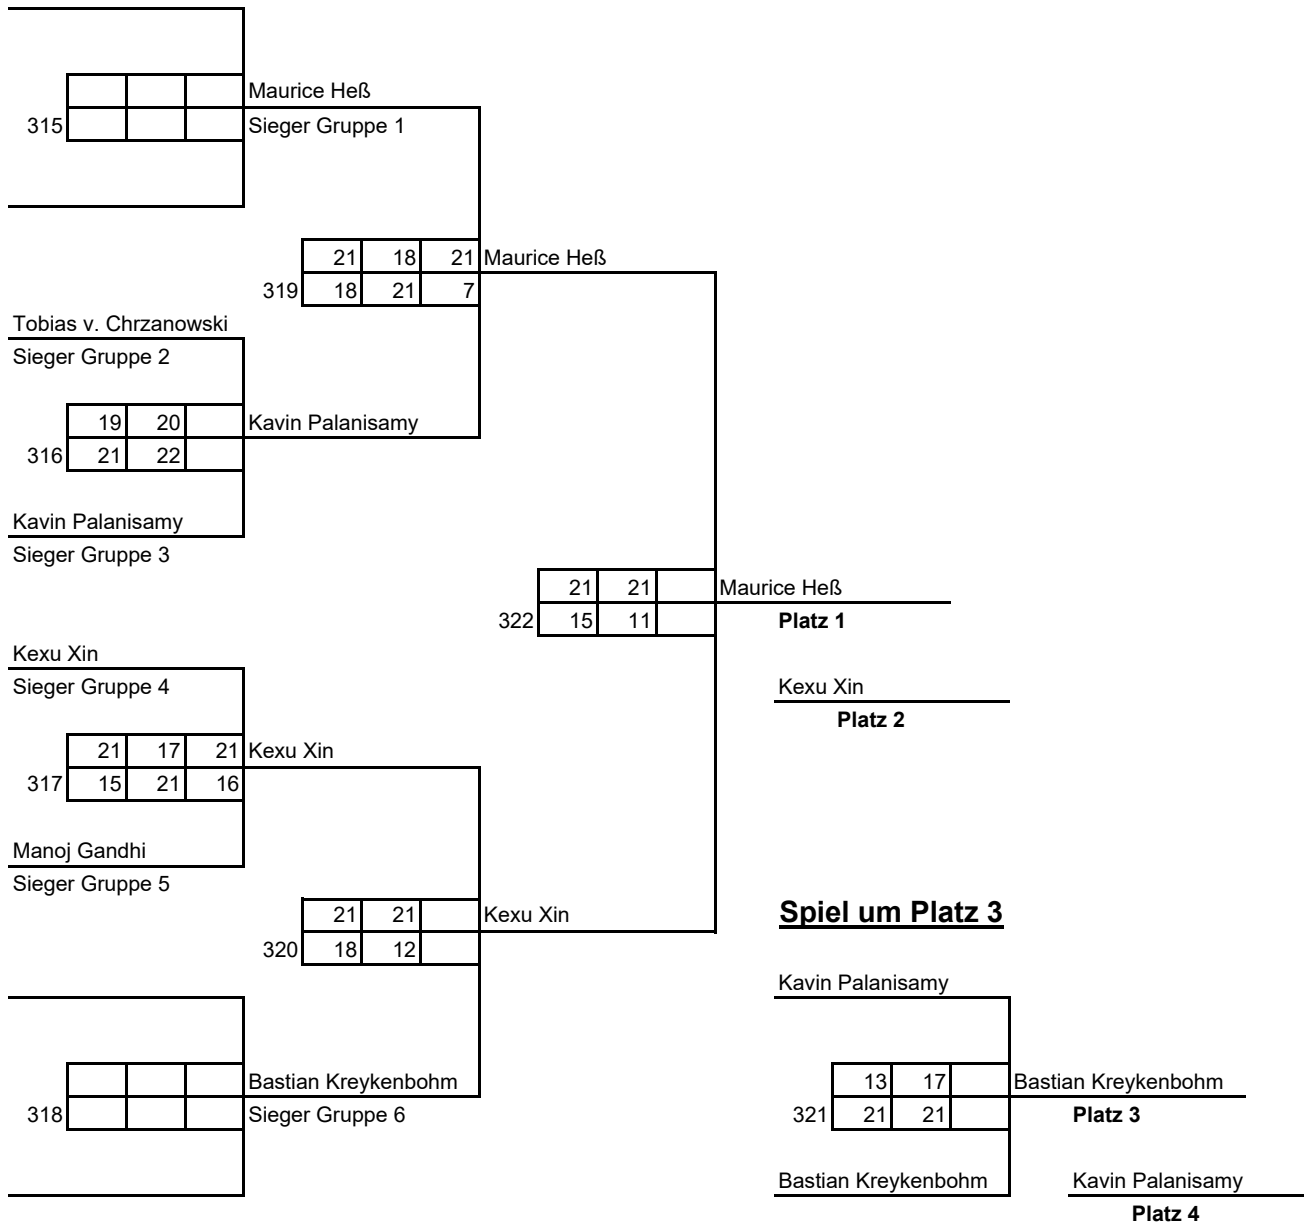 Maurice Heß
315 Sieger Gruppe 1
21 18 21 Maurice Heß
319 18 21 7
Tobias v. Chrzanowski
Sieger Gruppe 2
19 20 Kavin Palanisamy
316 21 22
Kavin Palanisamy
Sieger Gruppe 3
21 21 Maurice Heß
322 15 11 Platz 1
Kexu Xin
Sieger Gruppe 4 Kexu Xin
Platz 2
21 17 21 Kexu Xin
317 15 21 16
Manoj Gandhi
Sieger Gruppe 5
21 21 Kexu Xin Spiel um Platz 3
320 18 12
Kavin Palanisamy
Bastian Kreykenbohm 13 17 Bastian Kreykenbohm
318 Sieger Gruppe 6 321 21 21 Platz 3
Bastian Kreykenbohm Kavin Palanisamy
Platz 4